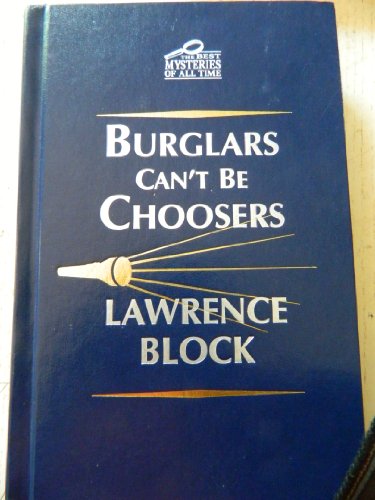 THE BEST
MYSTERIES
OF ALL TIME
BURGLARS
CAN'T BE
CHOOSERS
LAWRENCE
BLOCK